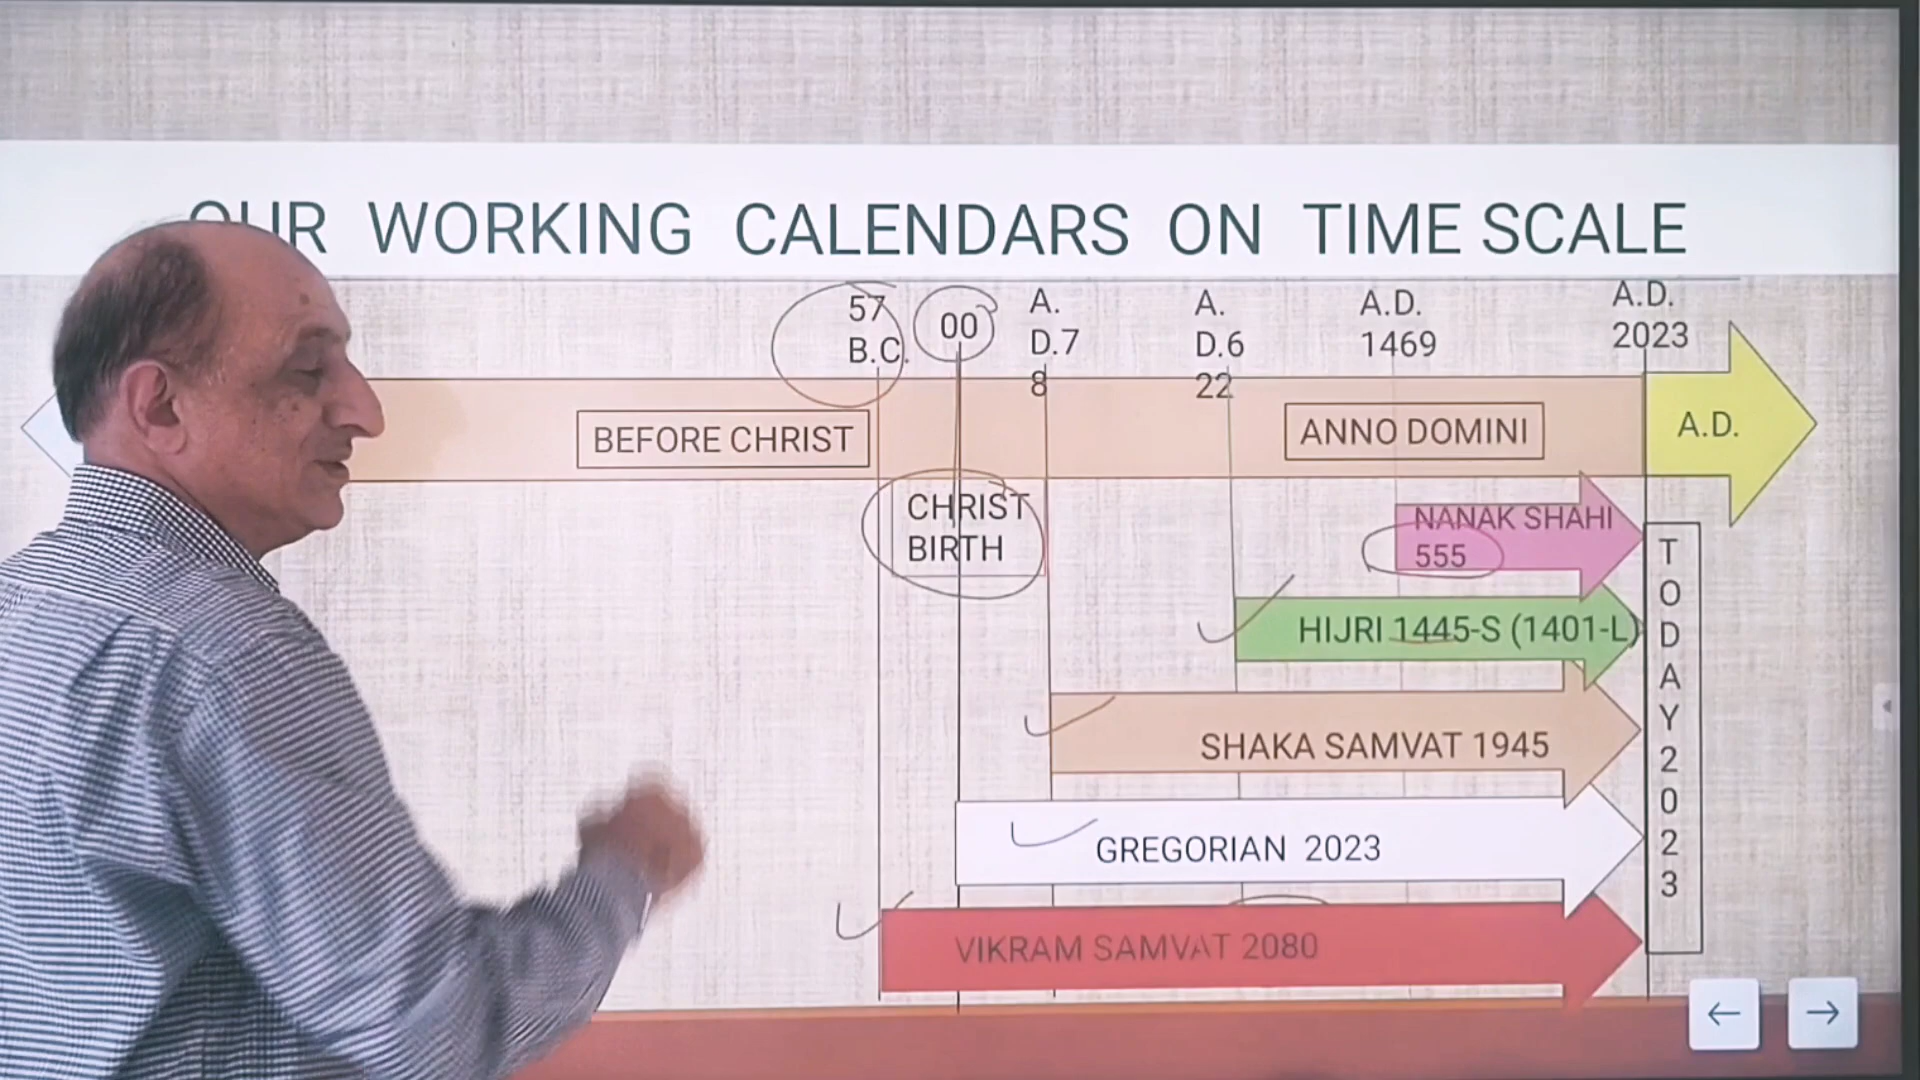 OUR WORKING CALENDARS ON TIME SCALE
57
B.C.
00
A.
D.7
8
A.
D.6
22
A.D.
1469
A.D.
2023
BEFORE CHRIST
ANNO DOMINI
A.D.
CHRIST
BIRTH
NANAK SHAHI
555
HIJRI 1445-S (1401-L)
SHAKA SAMVAT 1945
GREGORIAN 2023
VIKRAM SAMVAT 2080
T
O
D
A
Y
2
0
2
3